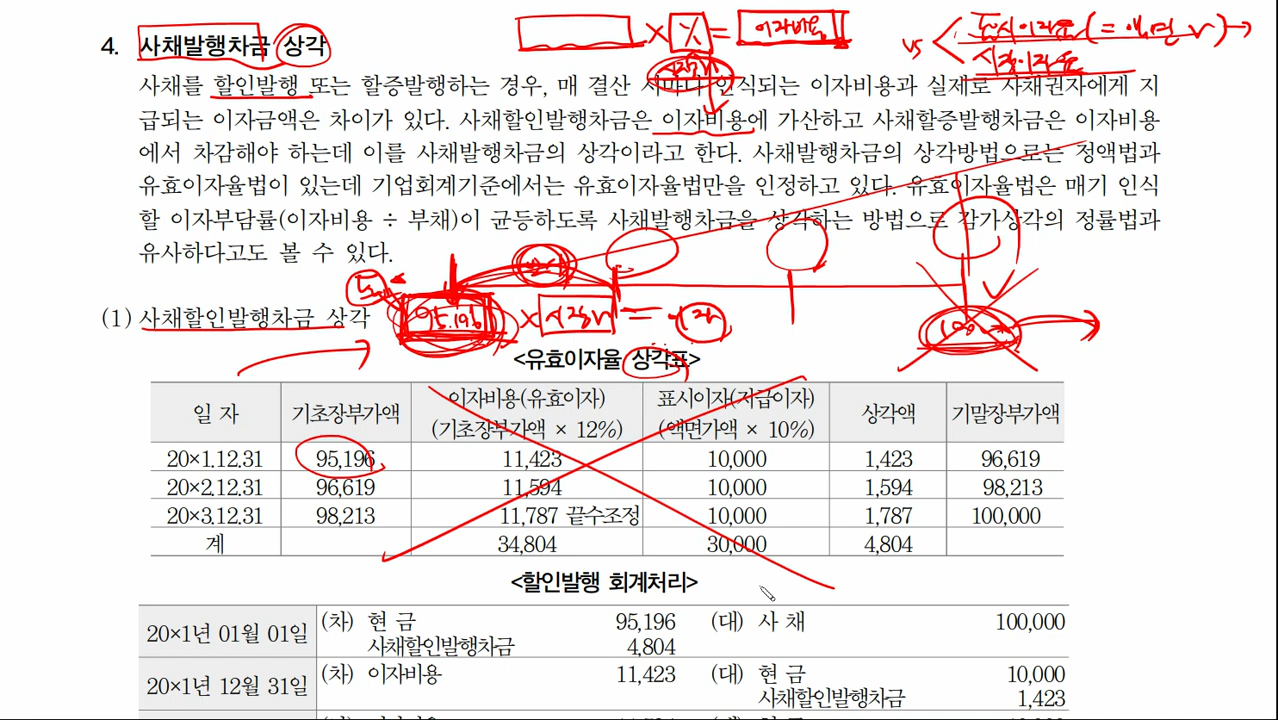 4. 사채발행차금 상각
× % = 이자비용
vs 표시이자율(= 액면 r)
시장이자율
시장r
사채를 할인발행 또는 할증발행하는 경우, 매 결산 시마다 인식되는 이자비용과 실제로 사채권자에게 지
급되는 이자금액은 차이가 있다. 사채할인발행차금은 이자비용에 가산하고 사채할증발행차금은 이자비용
에서 차감해야 하는데 이를 사채발행차금의 상각이라고 한다. 사채발행차금의 상각방법으로는 정액법과
유효이자율법이 있는데 기업회계기준에서는 유효이자율법만을 인정하고 있다. 유효이자율법은 매기 인식
할 이자부담률(이자비용 ÷ 부채)이 균등하도록 사채발행차금을 상각하는 방법으로 감가상각의 정률법과
유사하다고도 볼 수 있다.
(1) 사채할인발행차금 상각
95,196 × 시장r = 이자
<유효이자율 상각표>
일 자 기초장부가액 이자비용(유효이자) (기초장부가액 × 12%) 표시이자(지급이자) (액면가액 × 10%) 상각액 기말장부가액
20×1.12.31 95,196 11,423 10,000 1,423 96,619
20×2.12.31 96,619 11,594 10,000 1,594 98,213
20×3.12.31 98,213 11,787 끝수조정 10,000 1,787 100,000
계 34,804 30,000 4,804
<할인발행 회계처리>
20×1년 01월 01일 (차) 현 금 95,196 (대) 사 채 100,000
사채할인발행차금 4,804
20×1년 12월 31일 (차) 이자비용 11,423 (대) 현 금 10,000
사채할인발행차금 1,423